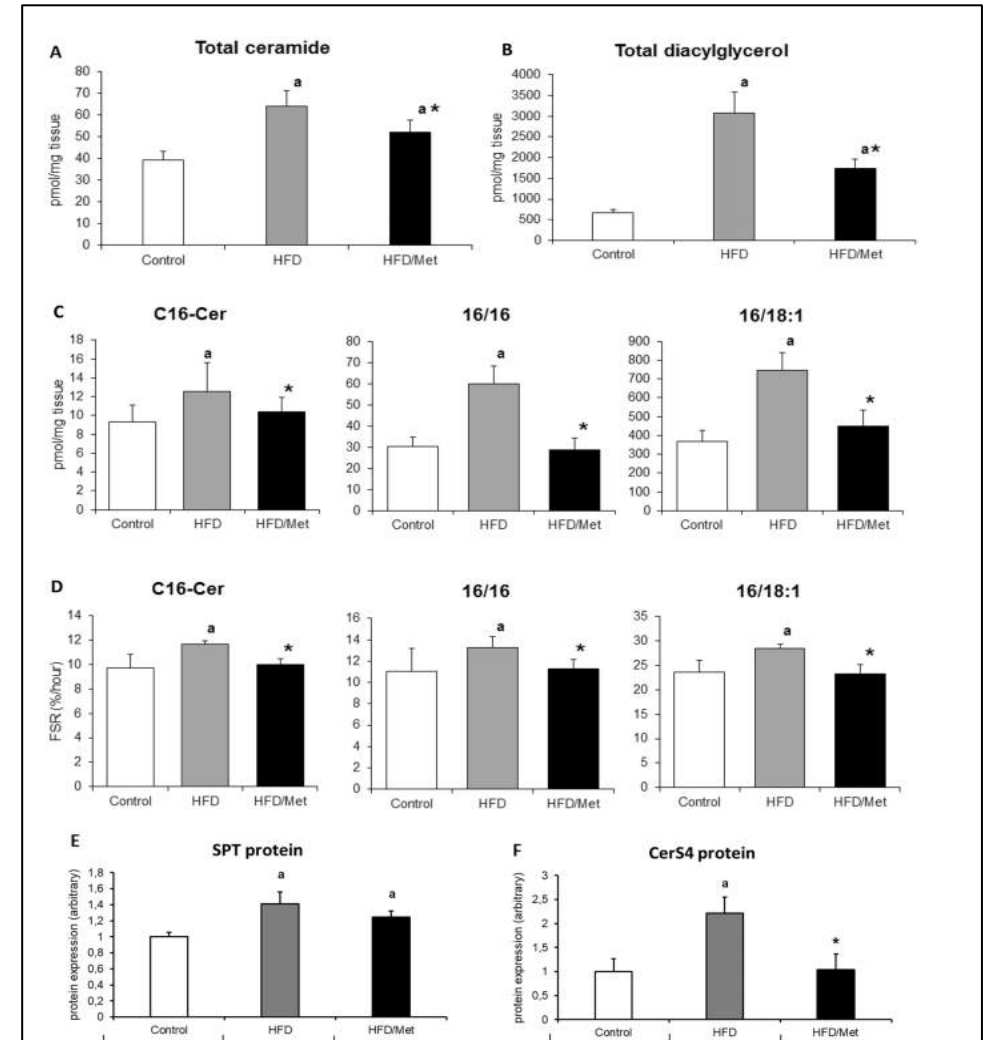 A Total ceramide
80
70
60
50
40
30
20
10
0
pmol/mg tissue
a
a *
Control HFD HFD/Met
B Total diacylglycerol
4000
3500
3000
2500
2000
1500
1000
500
0
pmol/mg tissue
a
a*
Control HFD HFD/Met
C C16-Cer
18
16
14
12
10
8
6
4
2
0
pmol/mg tissue
a
*
Control HFD HFD/Met
16/16
80
70
60
50
40
30
20
10
0
a
*
Control HFD HFD/Met
16/18:1
900
800
700
600
500
400
300
200
100
0
a
*
Control HFD HFD/Met
D C16-Cer
14
12
10
8
6
4
2
0
FSR (%/hour)
a
*
Control HFD HFD/Met
16/16
16
14
12
10
8
6
4
2
0
a
*
Control HFD HFD/Met
16/18:1
35
30
25
20
15
10
5
0
a
*
Control HFD HFD/Met
E SPT protein
1,8
1,6
1,4
1,2
1
0,8
0,6
0,4
0,2
0
protein expression (arbitrary)
a
a
Control HFD HFD/Met
F CerS4 protein
3
2,5
2
1,5
1
0,5
0
protein expression (arbitrary)
a
*
Control HFD HFD/Met